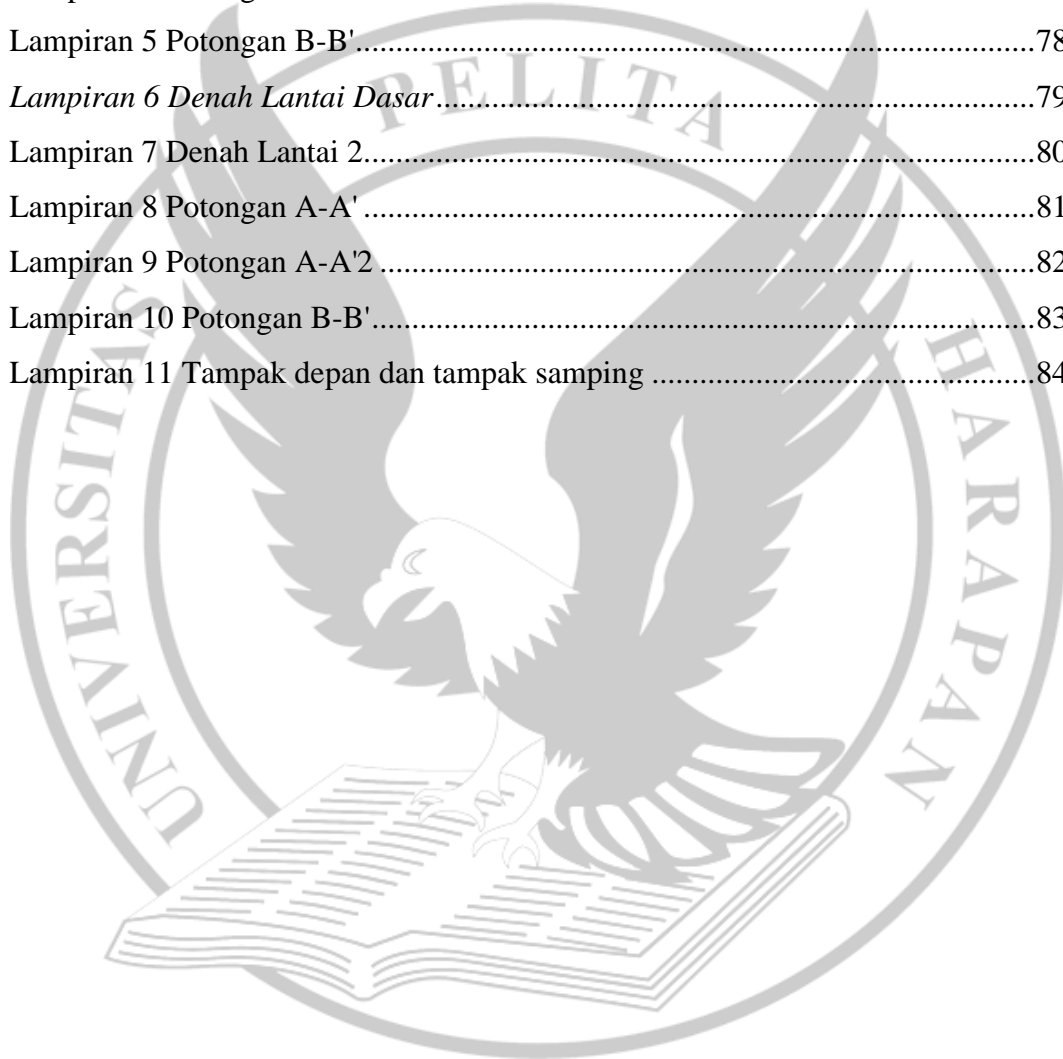 Lampiran 5 Potongan B-B'....................78
Lampiran 6 Denah Lantai Dasar....................79
Lampiran 7 Denah Lantai 2....................80
Lampiran 8 Potongan A-A'....................81
Lampiran 9 Potongan A-A'2....................82
Lampiran 10 Potongan B-B'....................83
Lampiran 11 Tampak depan dan tampak samping....................84
UNIVERSITAS PELITA HARAPAN